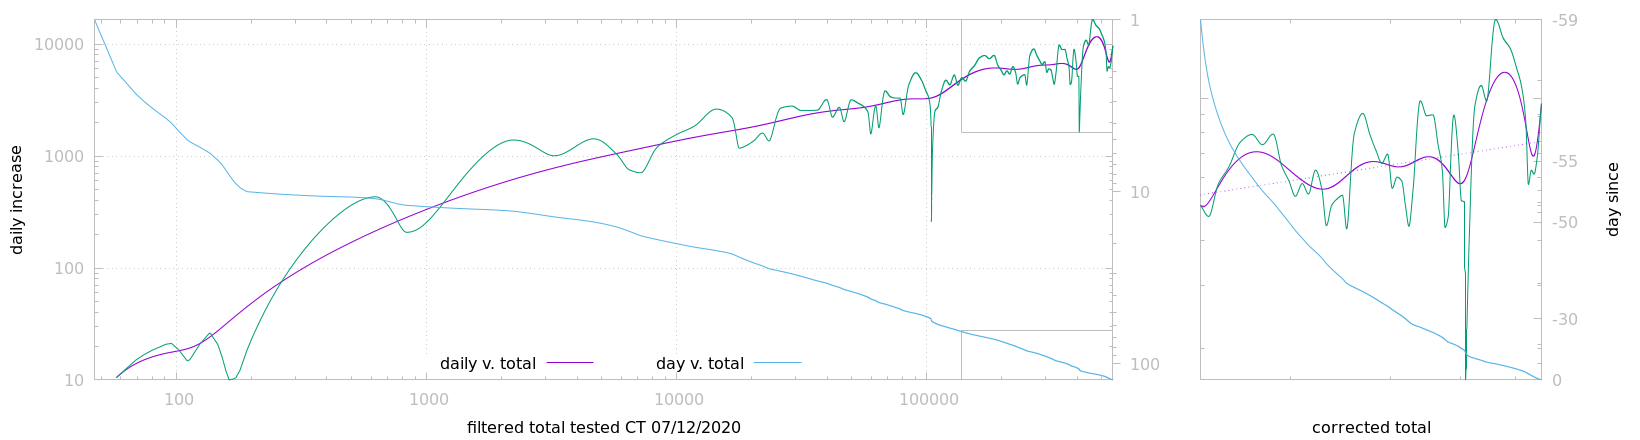 daily increase
10000
1000
100
10
100
1000
10000
100000
daily v. total
day v. total
1
10
100
filtered total tested CT 07/12/2020
-59
-55
-50
-30
0
day since
corrected total